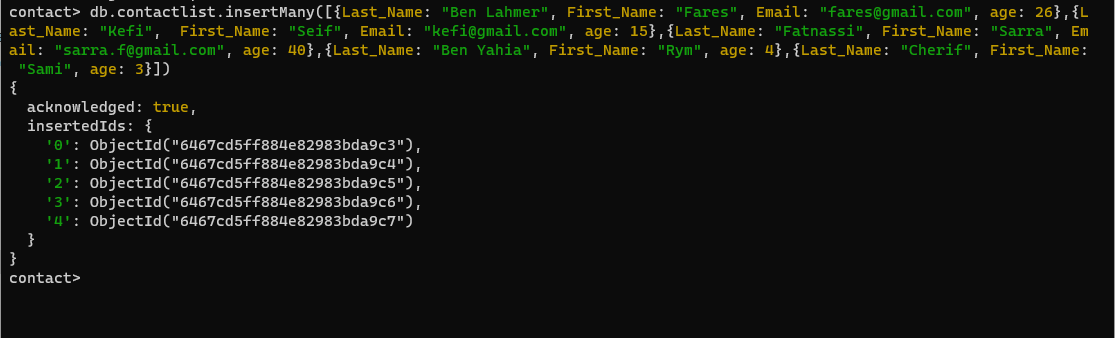 contact> db.contactlist.insertMany([{Last_Name: "Ben Lahmer", First_Name: "Fares", Email: "fares@gmail.com", age: 26},{L
ast_Name: "Kefi",  First_Name: "Seif", Email: "kefi@gmail.com", age: 15},{Last_Name: "Fatnassi", First_Name: "Sarra", Em
ail: "sarra.f@gmail.com", age: 40},{Last_Name: "Ben Yahia", First_Name: "Rym", age: 4},{Last_Name: "Cherif", First_Name:
 "Sami", age: 3}])
{
  acknowledged: true,
  insertedIds: {
    '0': ObjectId("6467cd5ff884e82983bda9c3"),
    '1': ObjectId("6467cd5ff884e82983bda9c4"),
    '2': ObjectId("6467cd5ff884e82983bda9c5"),
    '3': ObjectId("6467cd5ff884e82983bda9c6"),
    '4': ObjectId("6467cd5ff884e82983bda9c7")
  }
}
contact>